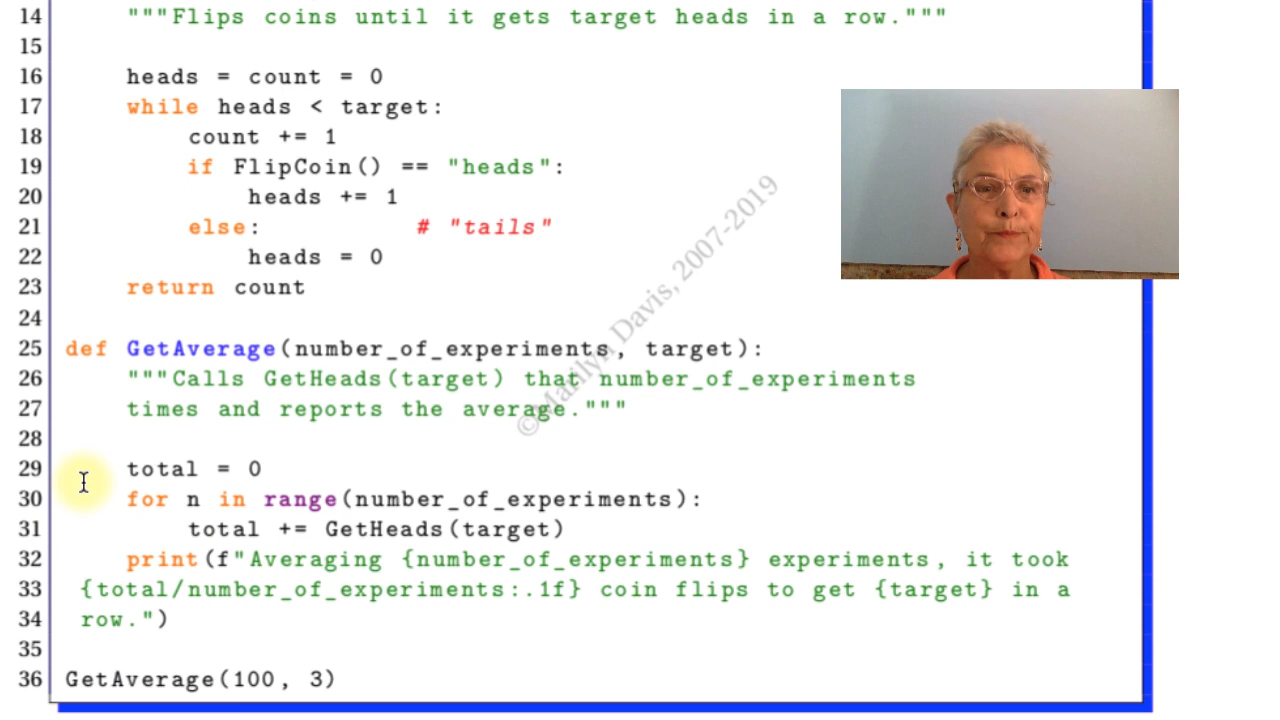 14 """Flips coins until it gets target heads in a row."""
15
16 heads = count = 0
17 while heads < target:
18 count += 1
19 if FlipCoin() == "heads":
20 heads += 1
21 else: # "tails"
22 heads = 0
23 return count
24
25 def GetAverage(number_of_experiments, target):
26 """Calls GetHeads(target) that number_of_experiments
27 times and reports the average."""
28
29 total = 0
30 for n in range(number_of_experiments):
31 total += GetHeads(target)
32 print(f"Averaging {number_of_experiments} experiments, it took
33 {total/number_of_experiments:.1f} coin flips to get {target} in a
34 row.")
35
36 GetAverage(100, 3)
©Marilyn Davis, 2007-2019